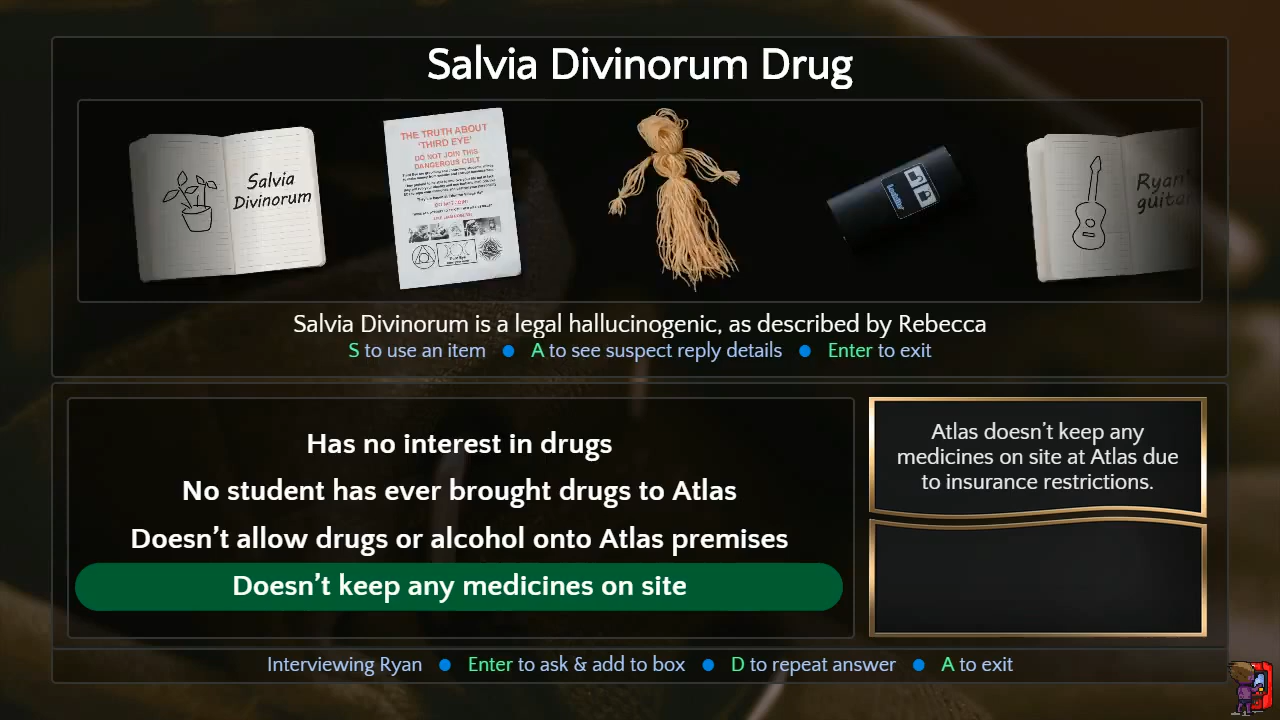 Salvia Divinorum Drug
Salvia
Divinorum
THE TRUTH ABOUT
'THIRD EYE'
DO NOT JOIN THIS
DANGEROUS CULT
Ryan's
guitar
Salvia Divinorum is a legal hallucinogenic, as described by Rebecca
S to use an item ● A to see suspect reply details ● Enter to exit
Has no interest in drugs
No student has ever brought drugs to Atlas
Doesn't allow drugs or alcohol onto Atlas premises
Doesn't keep any medicines on site
Atlas doesn't keep any
medicines on site at Atlas due
to insurance restrictions.
Interviewing Ryan ● Enter to ask & add to box ● D to repeat answer ● A to exit